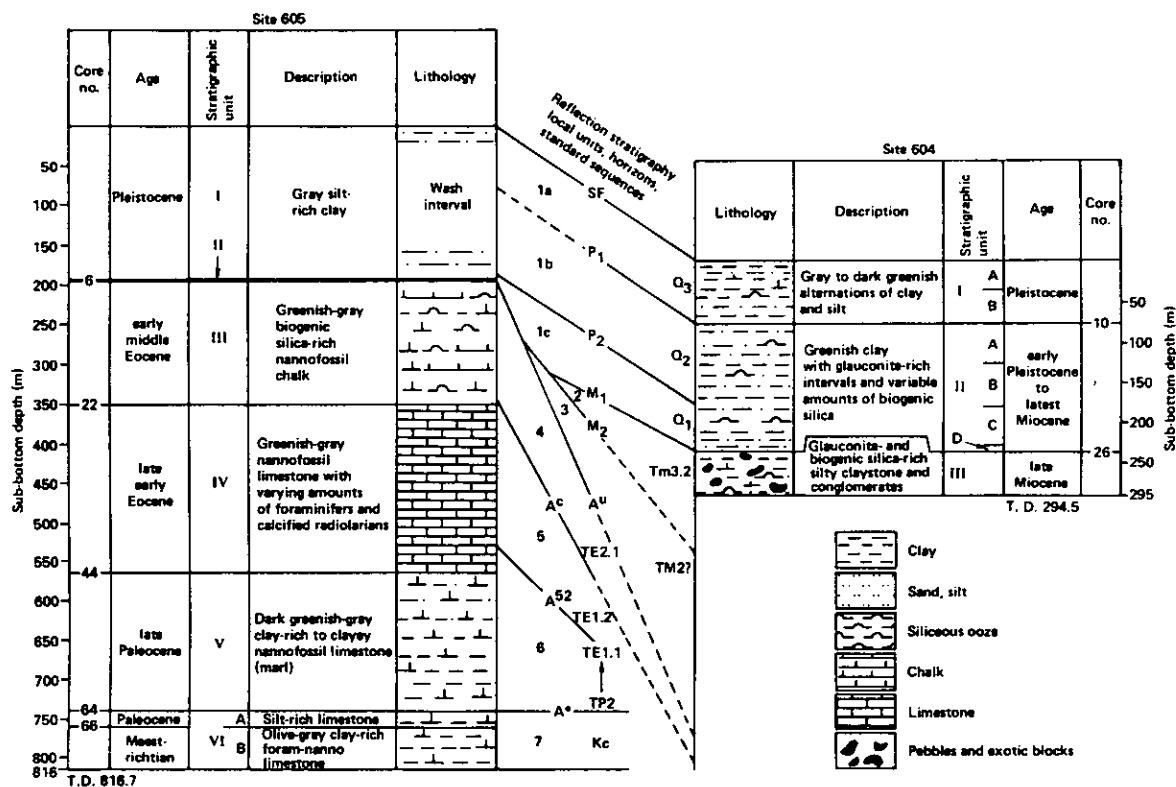 Site 605
Core no.
Age
Stratigraphic unit
Description
Lithology
Sub-bottom depth (m)
50
100
150
200
250
300
350
400
450
500
550
600
650
700
750
800
816
6
22
44
64
66
Pleistocene
I
II
Gray silt-
rich clay
Wash
interval
early
middle
Eocene
III
Greenish-gray
biogenic
silica-rich
nannofossil
chalk
late
early
Eocene
IV
Greenish-gray
nannofossil
limestone with
varying amounts
of foraminifers and
calcified radiolarians
late
Paleocene
V
Dark greenish-gray
clay-rich to clayey
nannofossil limestone
(marl)
Paleocene
A
Silt-rich limestone
Maest-
richtian
VI
B
Olive-gray clay-rich
foram-nanno
limestone
T.D. 816.7
Reflection stratigraphy
local units, horizons,
standard sequences
1a
SF
1b
P1
1c
P2
2
M1
3
M2
4
Ac
Au
5
TE2.1
A52
TE1.2
6
TE1.1
TP2
A*
7
Kc
Q3
Q2
Q1
Tm3.2
TM2?
Site 604
Lithology
Description
Stratigraphic unit
Age
Core no.
Gray to dark greenish
alternations of clay
and silt
I
A
B
Pleistocene
10
Greenish clay
with glauconite-rich
intervals and variable
amounts of biogenic
silica
II
A
B
C
D
early
Pleistocene
to
latest
Miocene
26
Glauconite- and
biogenic silica-rich
silty claystone and
conglomerates
III
late
Miocene
50
100
150
200
250
295
Sub-bottom depth (m)
T.D. 294.5
Clay
Sand, silt
Siliceous ooze
Chalk
Limestone
Pebbles and exotic blocks